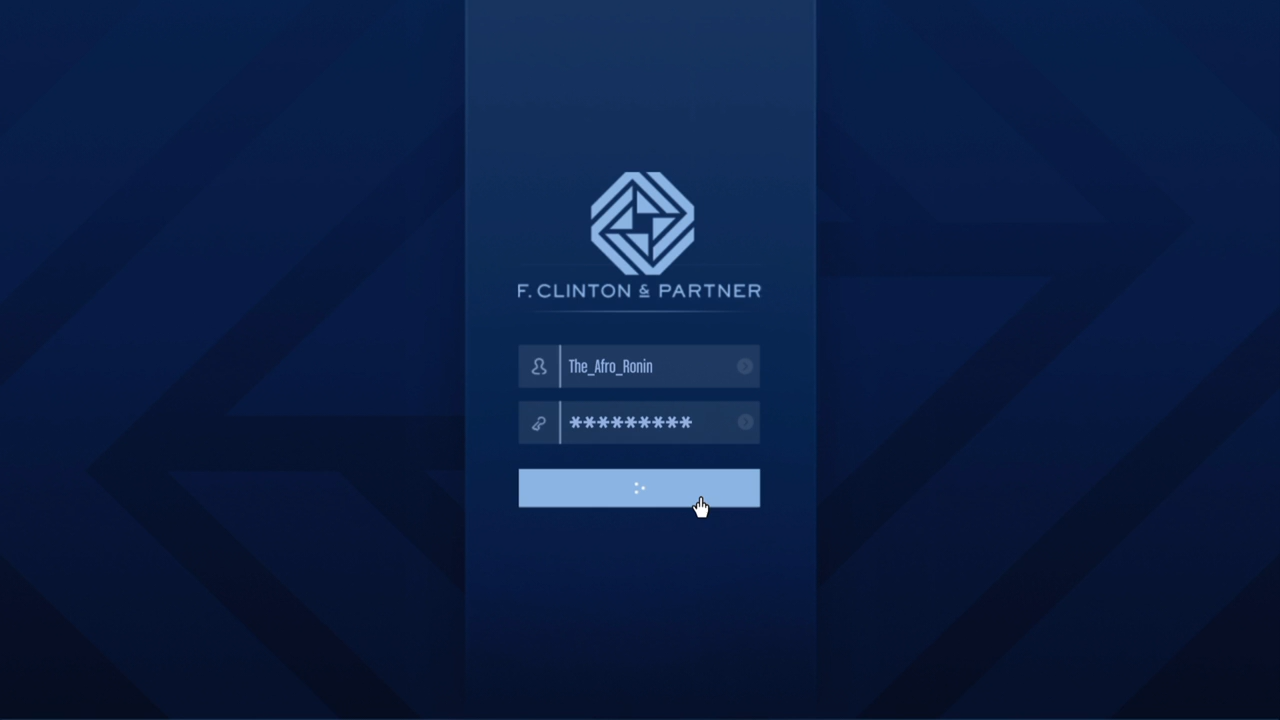 F. CLINTON & PARTNER
The_Afro_Ronin
*********